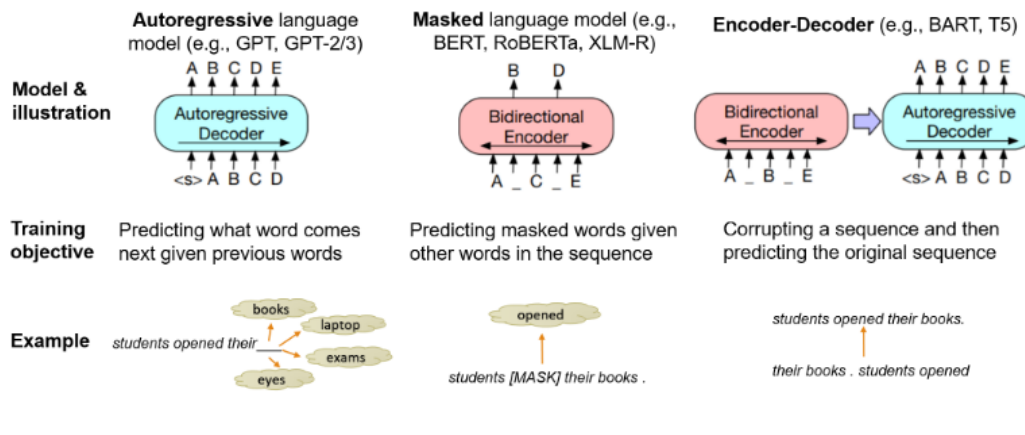 Autoregressive language
model (e.g., GPT, GPT-2/3)
Masked language model (e.g.,
BERT, RoBERTa, XLM-R)
Encoder-Decoder (e.g., BART, T5)
Model &
illustration
A B C D E
Autoregressive
Decoder
<s> A B C D
B D
Bidirectional
Encoder
A _ C _ E
Bidirectional
Encoder
A _ B _ E
A B C D E
Autoregressive
Decoder
<s> A B C D
Training
objective
Predicting what word comes
next given previous words
Predicting masked words given
other words in the sequence
Corrupting a sequence and then
predicting the original sequence
Example
students opened their ___
books
laptop
exams
eyes
opened
students [MASK] their books .
students opened their books.
their books . students opened